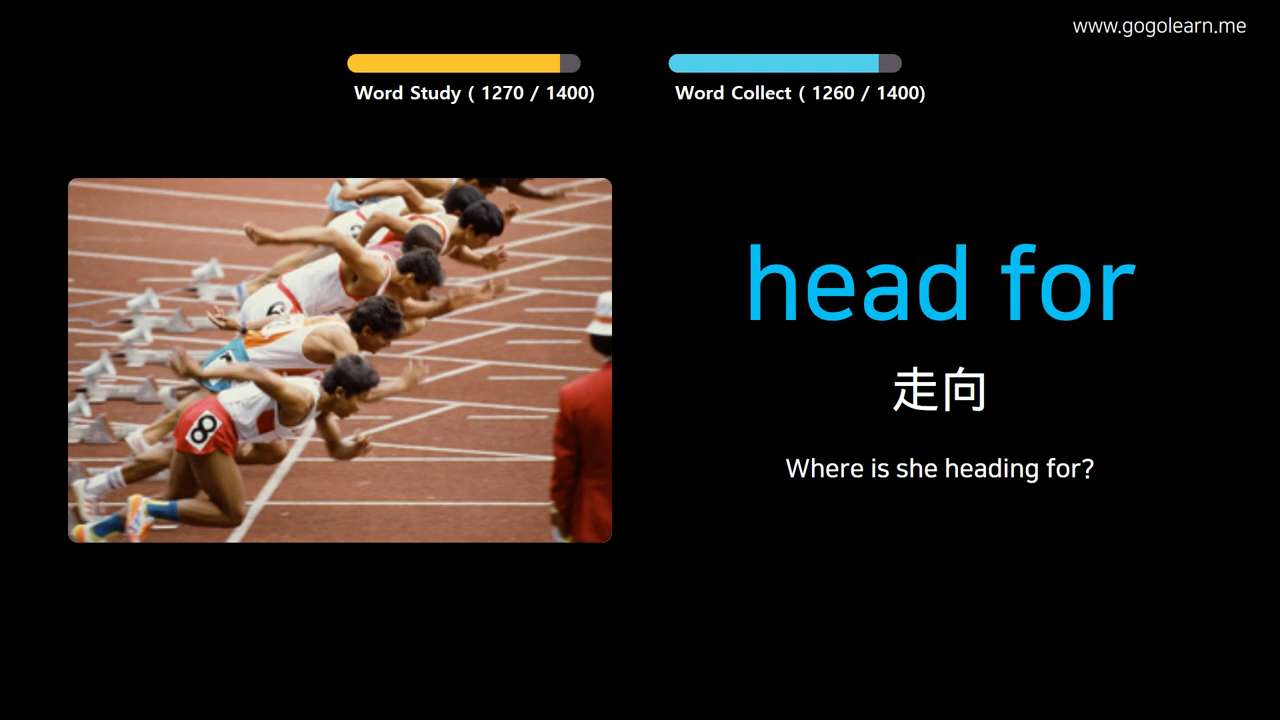 www.gogolearn.me
Word Study ( 1270 / 1400)
Word Collect ( 1260 / 1400)
head for
走向
Where is she heading for?
8